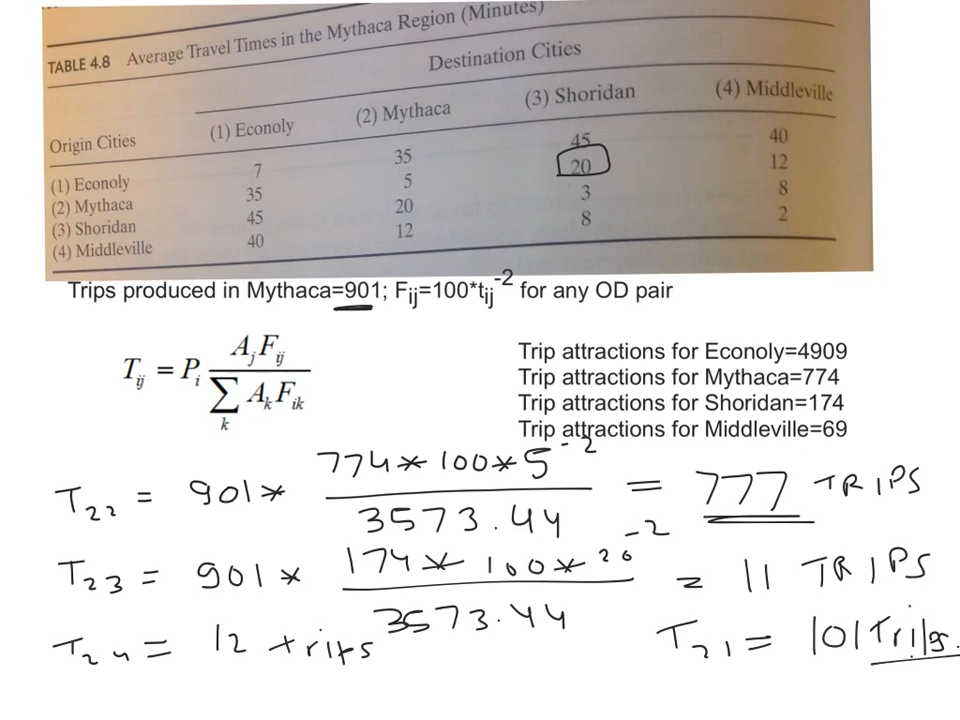 TABLE 4.8 Average Travel Times in the Mythaca Region (Minutes)
Destination Cities
Origin Cities (1) Econoly (2) Mythaca (3) Shoridan (4) Middleville
(1) Econoly 7 35 45 40
(2) Mythaca 35 5 20 12
(3) Shoridan 45 20 3 8
(4) Middleville 40 12 8 2
Trips produced in Mythaca=901; Fij=100*tij^-2 for any OD pair
Tij = Pi AjFij / ∑k AkFik
Trip attractions for Econoly=4909
Trip attractions for Mythaca=774
Trip attractions for Shoridan=174
Trip attractions for Middleville=69
T22 = 901* 774*100*5^-2 / 3573.44 = 777 TRIPS
T23 = 901* 174*100*20^-2 / 3573.44 = 11 TRIPS
T24 = 12 trips T21 = 101 Trips.